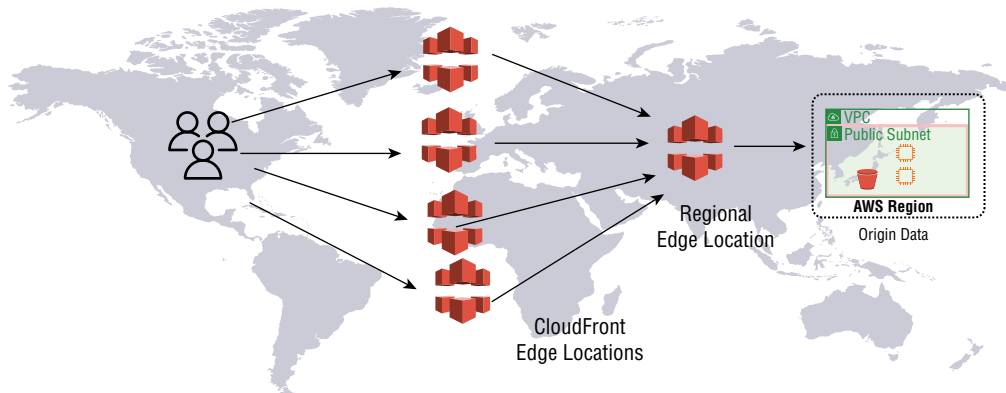 VPC
Public Subnet
AWS Region
Origin Data
Regional
Edge Location
CloudFront
Edge Locations